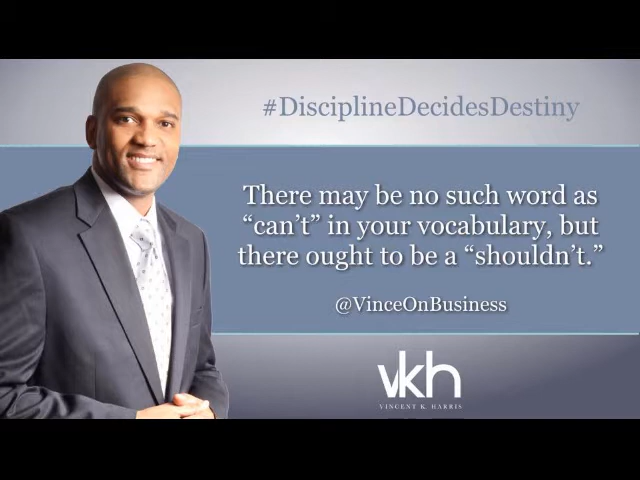 #DisciplineDecidesDestiny
There may be no such word as
“can’t” in your vocabulary, but
there ought to be a “shouldn’t.”
@VinceOnBusiness
vkh
VINCENT K. HARRIS